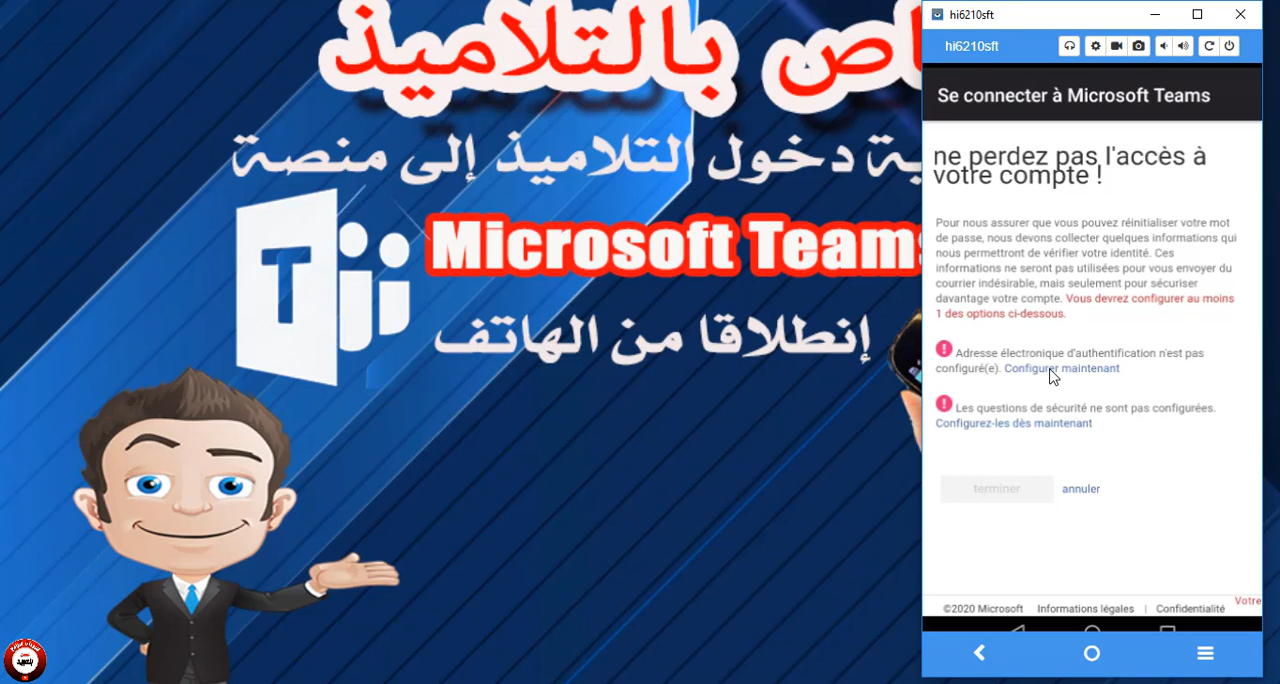 اص بالتلاميذ
ية دخول التلاميذ إلى منصة
Microsoft Teams
إنطلاقا من الهاتف
hi6210sft
hi6210sft
Se connecter à Microsoft Teams
ne perdez pas l'accès à
votre compte !
Pour nous assurer que vous pouvez réinitialiser votre mot
de passe, nous devons collecter quelques informations qui
nous permettront de vérifier votre identité. Ces
informations ne seront pas utilisées pour vous envoyer du
courrier indésirable, mais seulement pour sécuriser
davantage votre compte. Vous devrez configurer au moins
1 des options ci-dessous.
Adresse électronique d'authentification n'est pas
configuré(e). Configurer maintenant
Les questions de sécurité ne sont pas configurées.
Configurez-les dès maintenant
terminer annuler
Votre
©2020 Microsoft Informations légales | Confidentialité